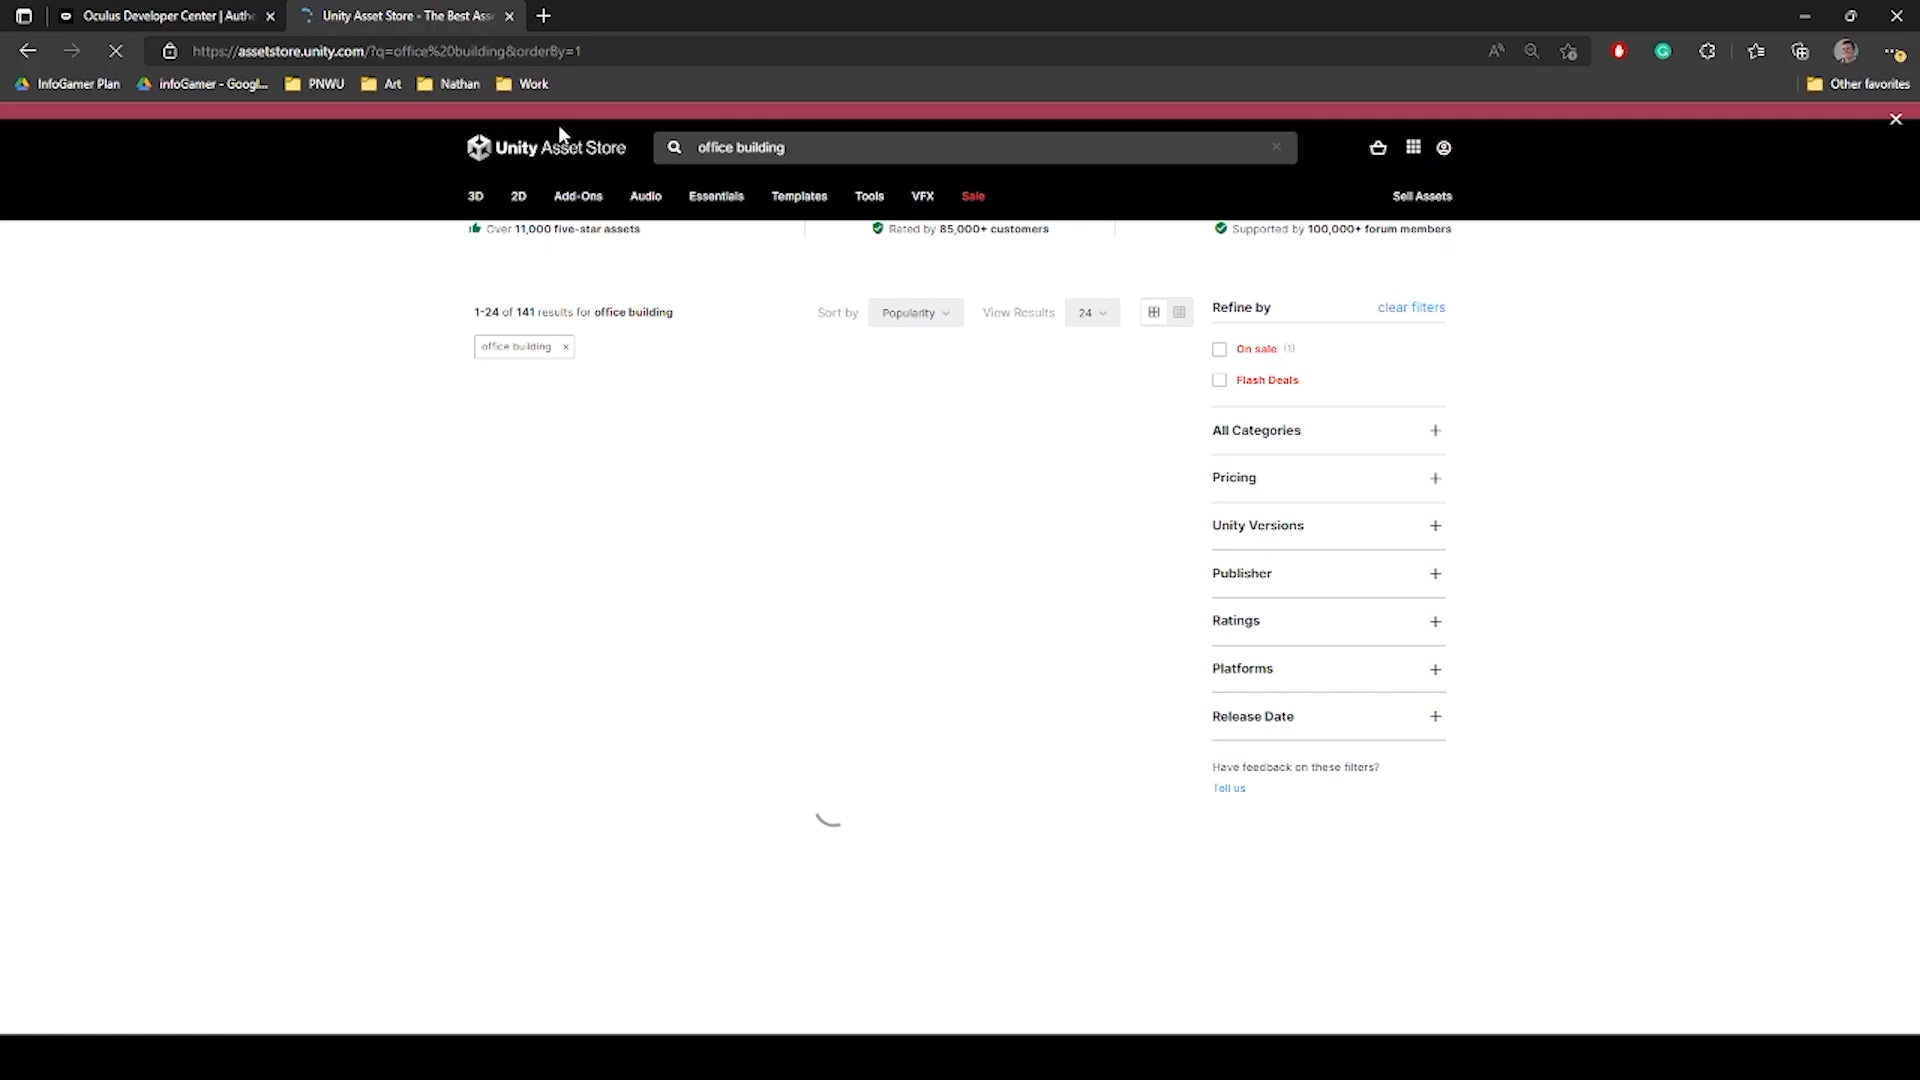 Oculus Developer Center | Authe
Unity Asset Store - The Best Ass
https://assetstore.unity.com/?q=office%20building&orderBy=1
InfoGamer Plan
infoGamer - Googl...
PNWU
Art
Nathan
Work
Other favorites
Unity Asset Store
office building
3D
2D
Add-Ons
Audio
Essentials
Templates
Tools
VFX
Sale
Sell Assets
Over 11,000 five-star assets
Rated by 85,000+ customers
Supported by 100,000+ forum members
1-24 of 141 results for office building
Sort by
Popularity
View Results
24
Refine by
clear filters
office building ×
On sale (1)
Flash Deals
All Categories +
Pricing +
Unity Versions +
Publisher +
Ratings +
Platforms +
Release Date +
Have feedback on these filters?
Tell us